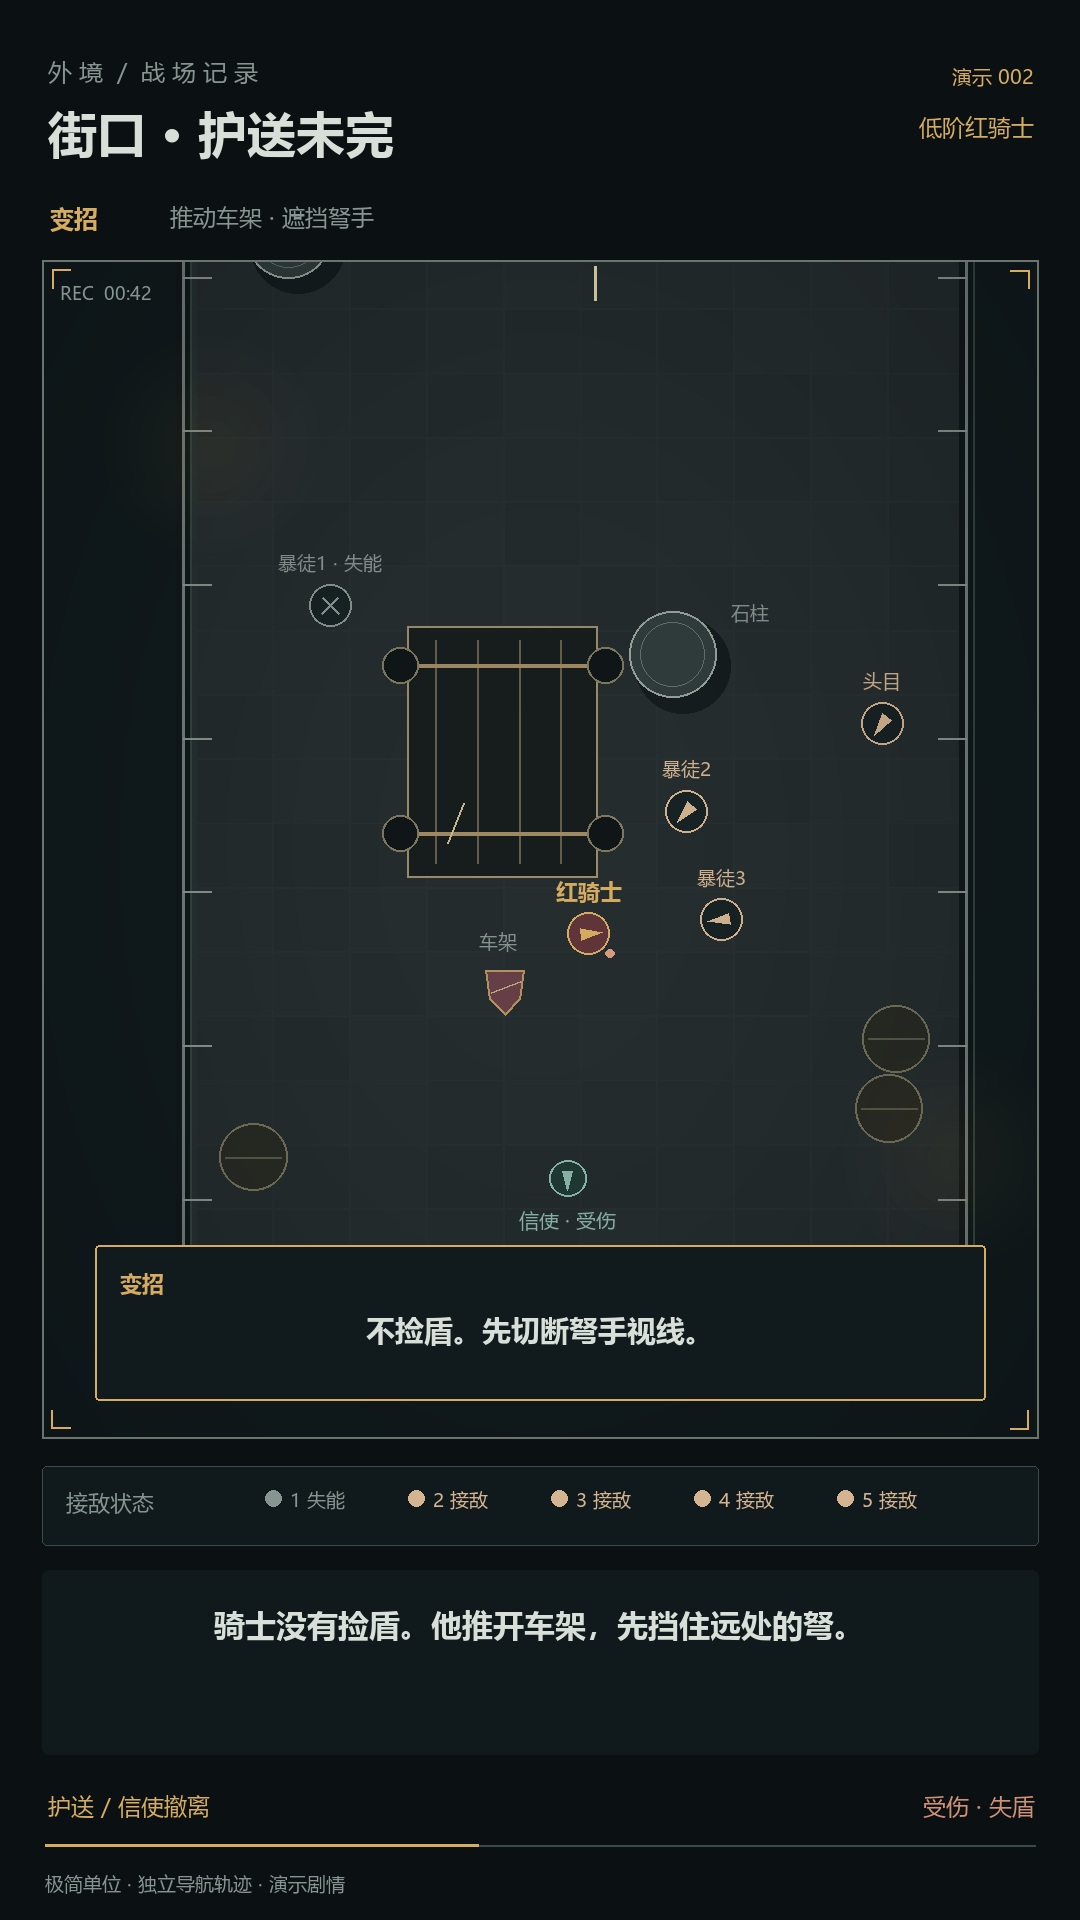 外境 / 战场记录
演示 002
街口·护送未完
低阶红骑士
变招 推动车架 · 遮挡弩手
REC 00:42
暴徒1 · 失能
石柱
头目
暴徒2
暴徒3
红骑士
车架
信使 · 受伤
变招
不捡盾。先切断弩手视线。
接敌状态 1 失能 2 接敌 3 接敌 4 接敌 5 接敌
骑士没有捡盾。他推开车架，先挡住远处的弩。
护送 / 信使撤离 受伤 · 失盾
极简单位 · 独立导航轨迹 · 演示剧情